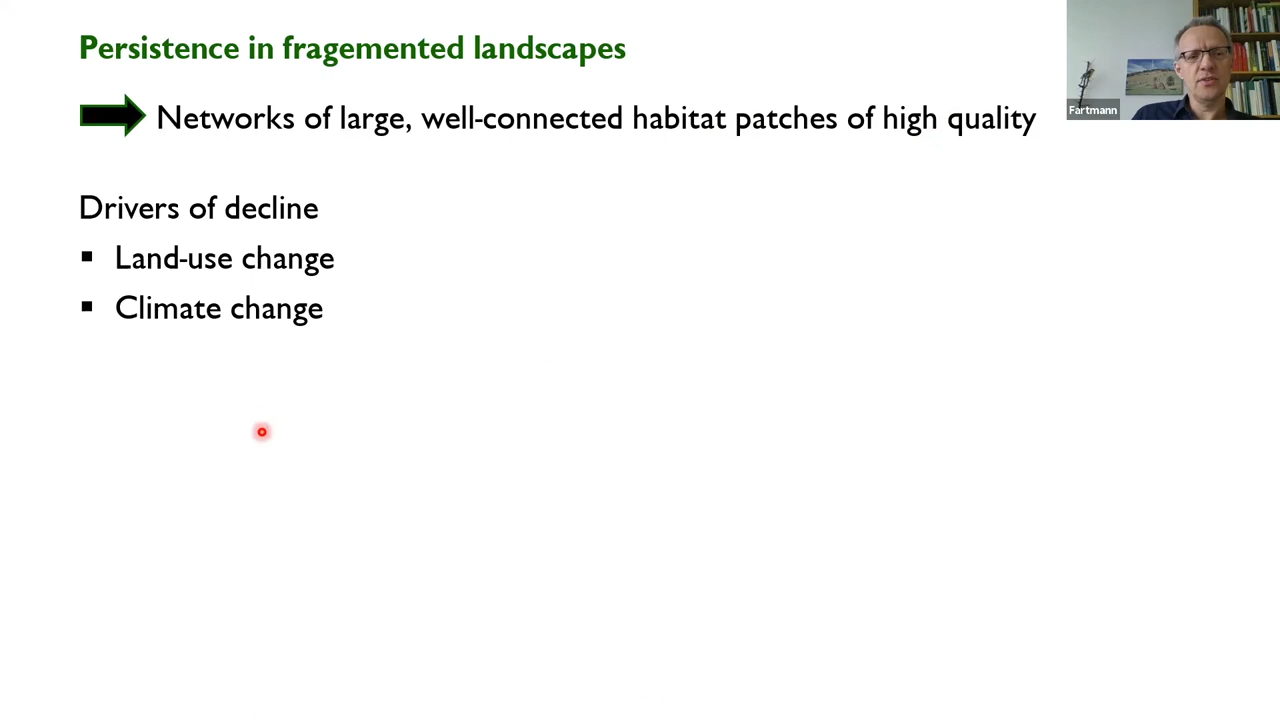 Persistence in fragemented landscapes
Networks of large, well-connected habitat patches of high quality
Drivers of decline
▪ Land-use change
▪ Climate change
Fartmann